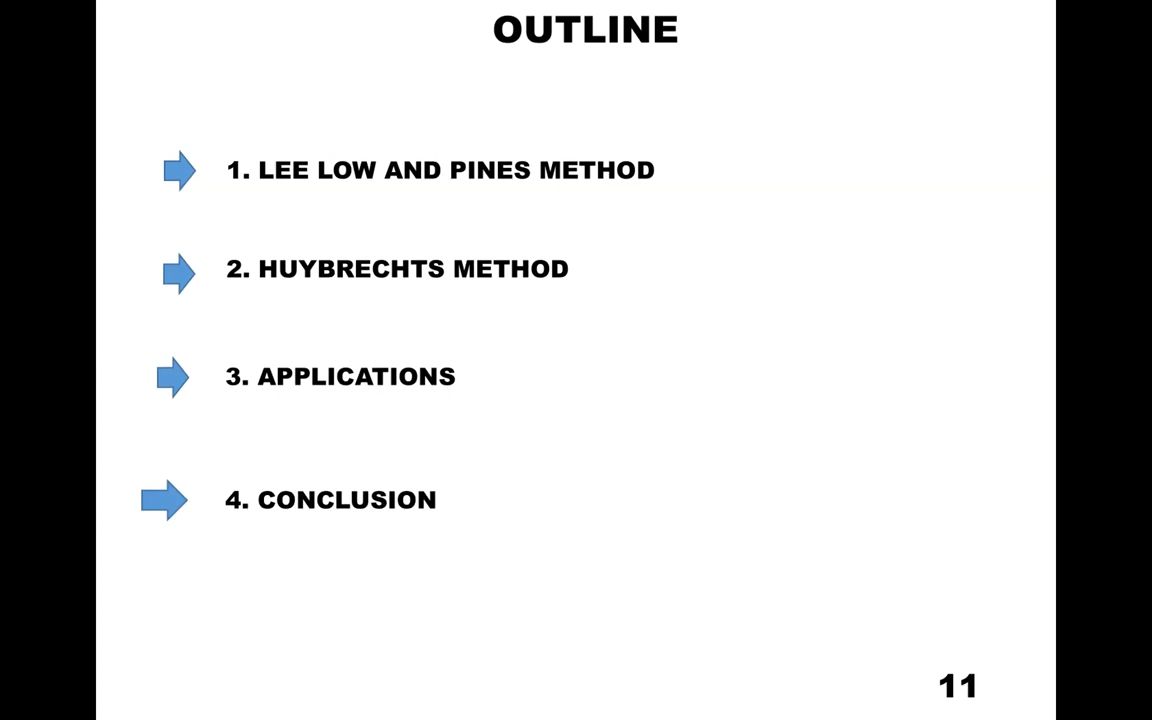 OUTLINE
1. LEE LOW AND PINES METHOD
2. HUYBRECHTS METHOD
3. APPLICATIONS
4. CONCLUSION
11